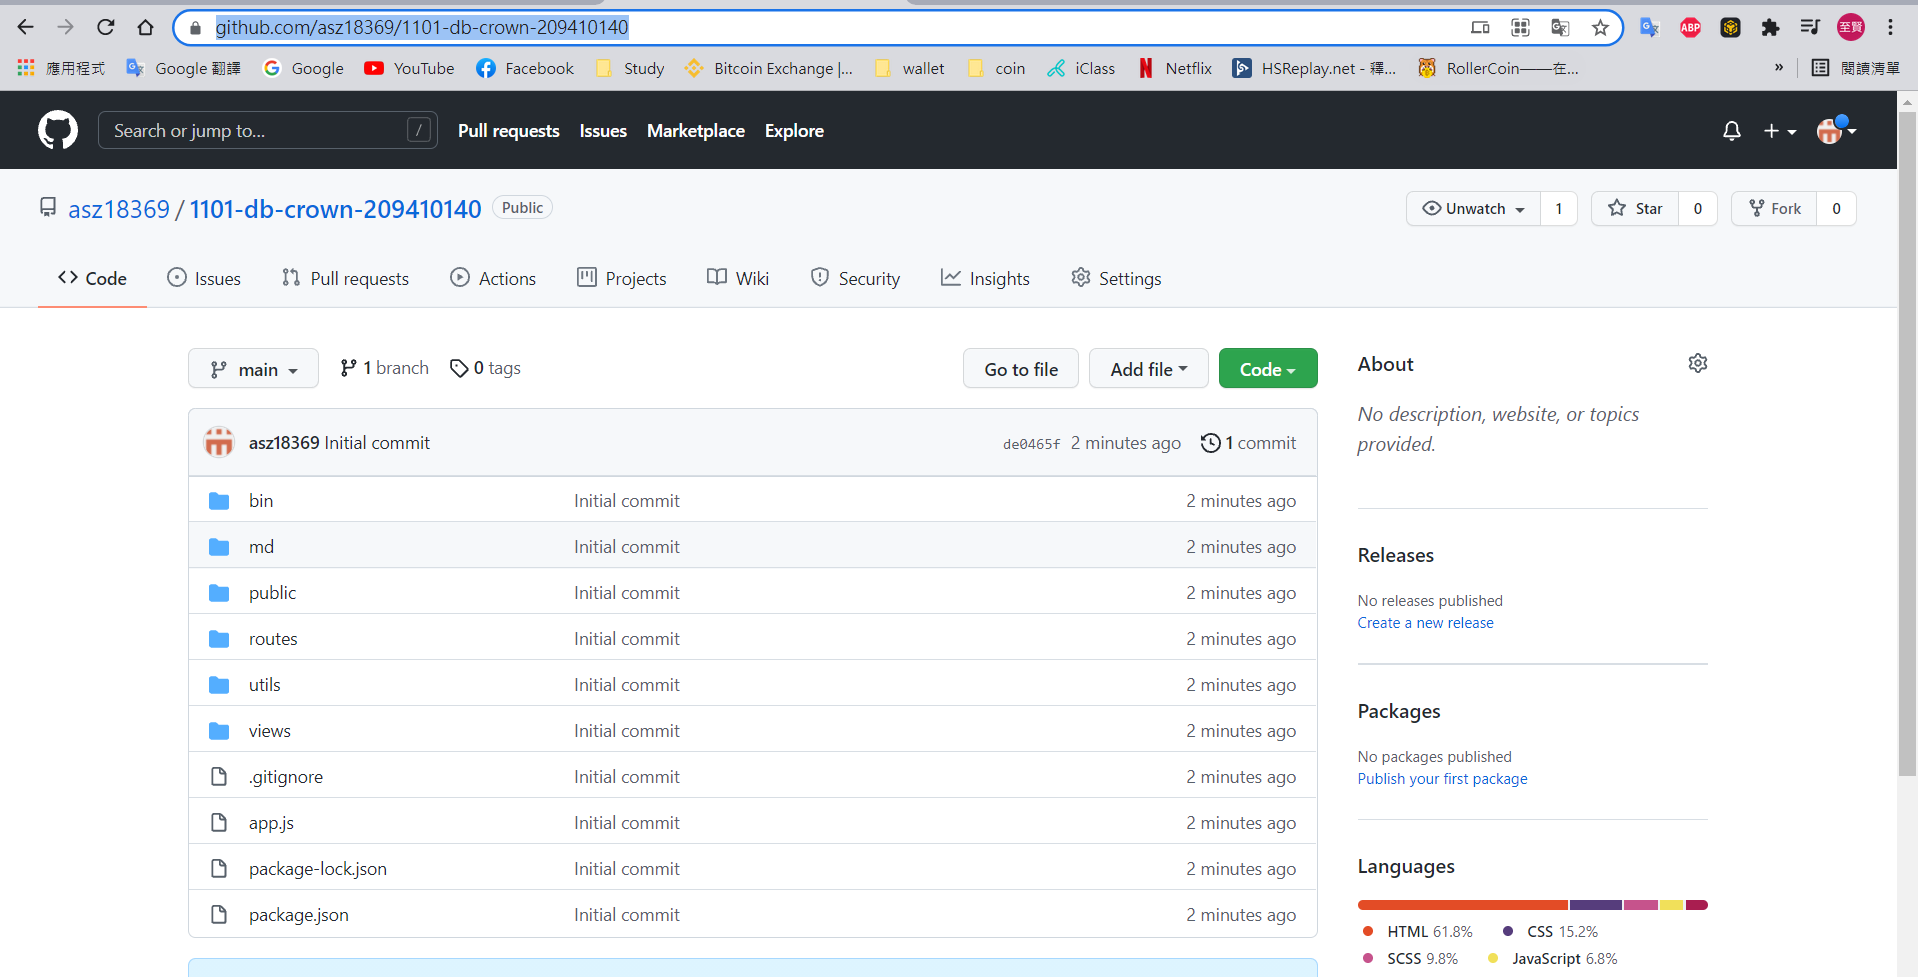 github.com/asz18369/1101-db-crown-209410140
ABP
至賢
應用程式 Google 翻譯 Google YouTube Facebook Study Bitcoin Exchange |... wallet coin iClass Netflix HSReplay.net - 釋... RollerCoin——在... » 閱讀清單
Search or jump to... / Pull requests Issues Marketplace Explore
asz18369 / 1101-db-crown-209410140 Public Unwatch 1 Star 0 Fork 0
Code Issues Pull requests Actions Projects Wiki Security Insights Settings
main 1 branch 0 tags Go to file Add file Code
asz18369 Initial commit de0465f 2 minutes ago 1 commit
bin Initial commit 2 minutes ago
md Initial commit 2 minutes ago
public Initial commit 2 minutes ago
routes Initial commit 2 minutes ago
utils Initial commit 2 minutes ago
views Initial commit 2 minutes ago
.gitignore Initial commit 2 minutes ago
app.js Initial commit 2 minutes ago
package-lock.json Initial commit 2 minutes ago
package.json Initial commit 2 minutes ago
About
No description, website, or topics
provided.
Releases
No releases published
Create a new release
Packages
No packages published
Publish your first package
Languages
HTML 61.8% CSS 15.2%
SCSS 9.8% JavaScript 6.8%